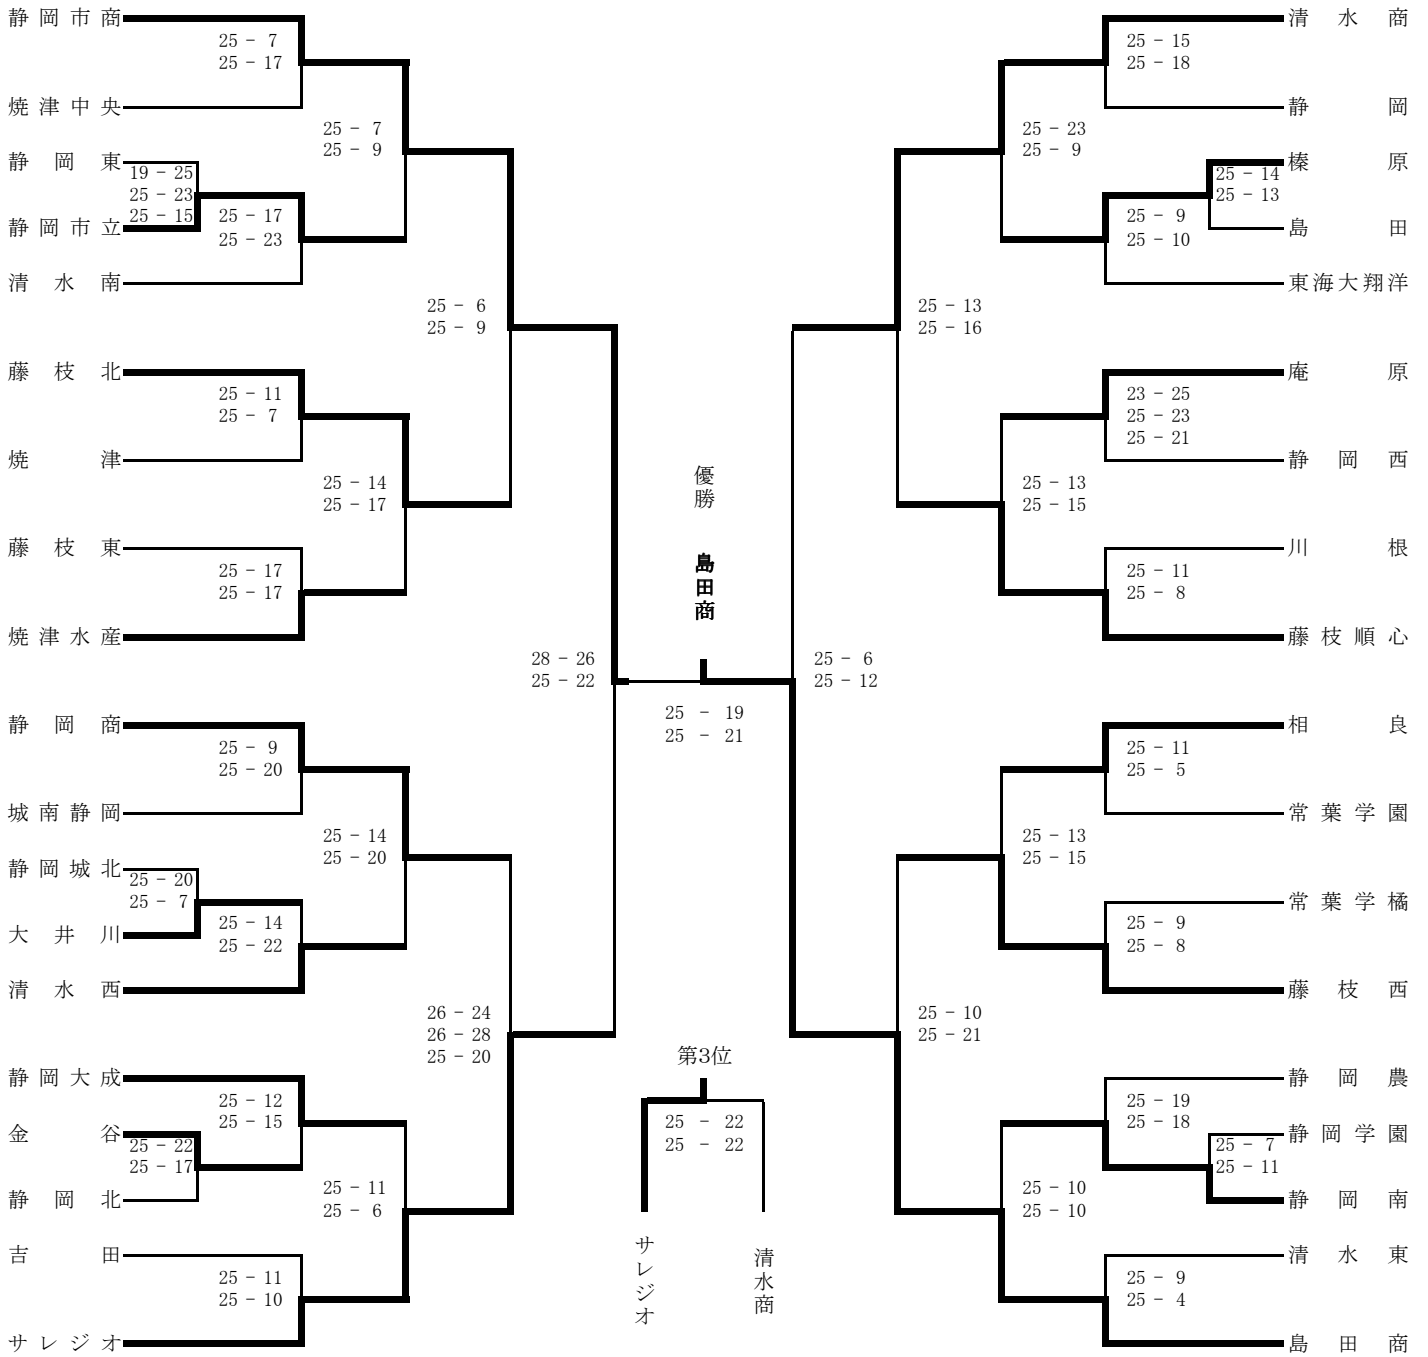 静岡市商
25 - 7
25 - 17
焼津中央
25 - 7
25 - 9
静岡東
19 - 25
25 - 23
25 - 15
静岡市立
25 - 17
25 - 23
清水南
25 - 6
25 - 9
藤枝北
25 - 11
25 - 7
焼津
25 - 14
25 - 17
藤枝東
25 - 17
25 - 17
焼津水産
28 - 26
25 - 22
静岡商
25 - 9
25 - 20
城南静岡
25 - 14
25 - 20
静岡城北
25 - 20
25 - 7
大井川
25 - 14
25 - 22
清水西
26 - 24
26 - 28
25 - 20
静岡大成
25 - 12
25 - 15
金谷
25 - 22
25 - 17
静岡北
25 - 11
25 - 6
吉田
25 - 11
25 - 10
サレジオ
優勝
島田商
25 - 19
25 - 21
第3位
25 - 22
25 - 22
サレジオ
清水商
清水商
25 - 15
25 - 18
静岡
25 - 23
25 - 9
榛原
25 - 14
25 - 13
島田
25 - 9
25 - 10
東海大翔洋
25 - 13
25 - 16
庵原
23 - 25
25 - 23
25 - 21
静岡西
25 - 13
25 - 15
川根
25 - 11
25 - 8
藤枝順心
25 - 6
25 - 12
相良
25 - 11
25 - 5
常葉学園
25 - 13
25 - 15
常葉学橘
25 - 9
25 - 8
藤枝西
25 - 10
25 - 21
静岡農
25 - 19
25 - 18
静岡学園
25 - 7
25 - 11
静岡南
25 - 10
25 - 10
清水東
25 - 9
25 - 4
島田商